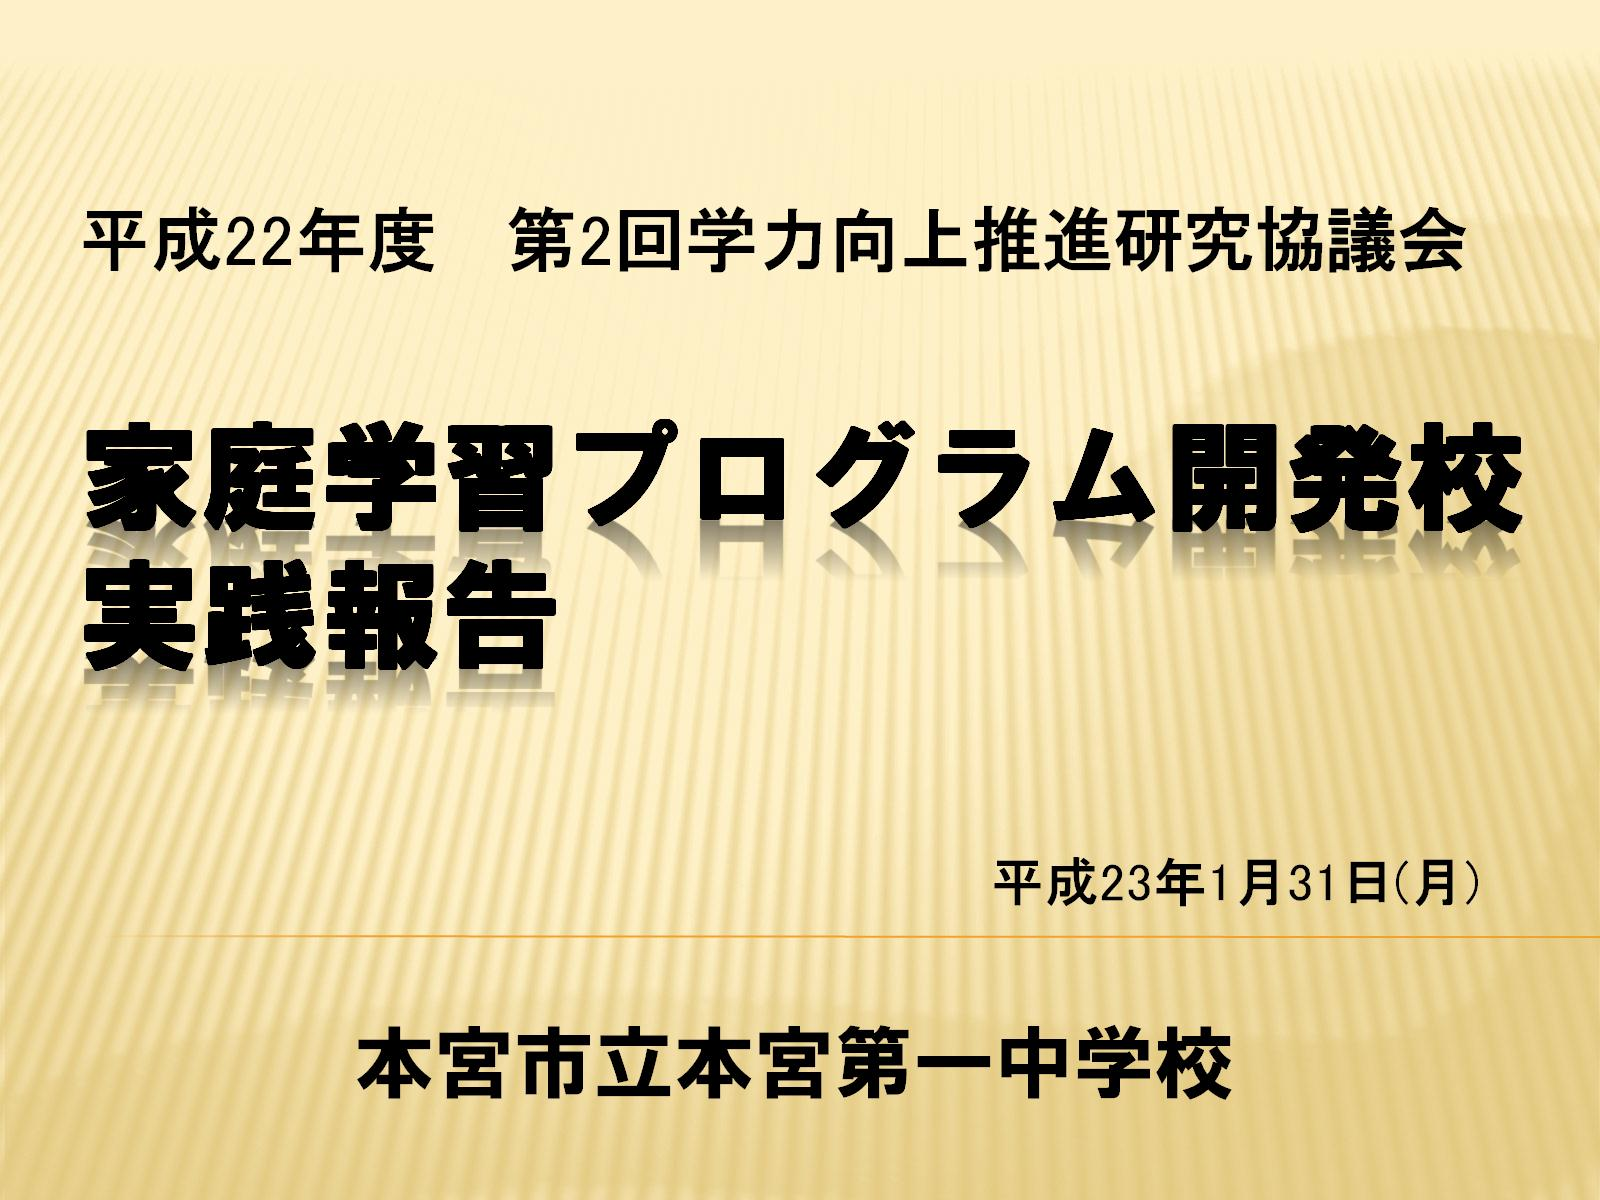 平成22年度　第2回学力向上推進研究協議会
家庭学習プログラム開発校
実践報告
平成23年1月31日(月)
本宮市立本宮第一中学校